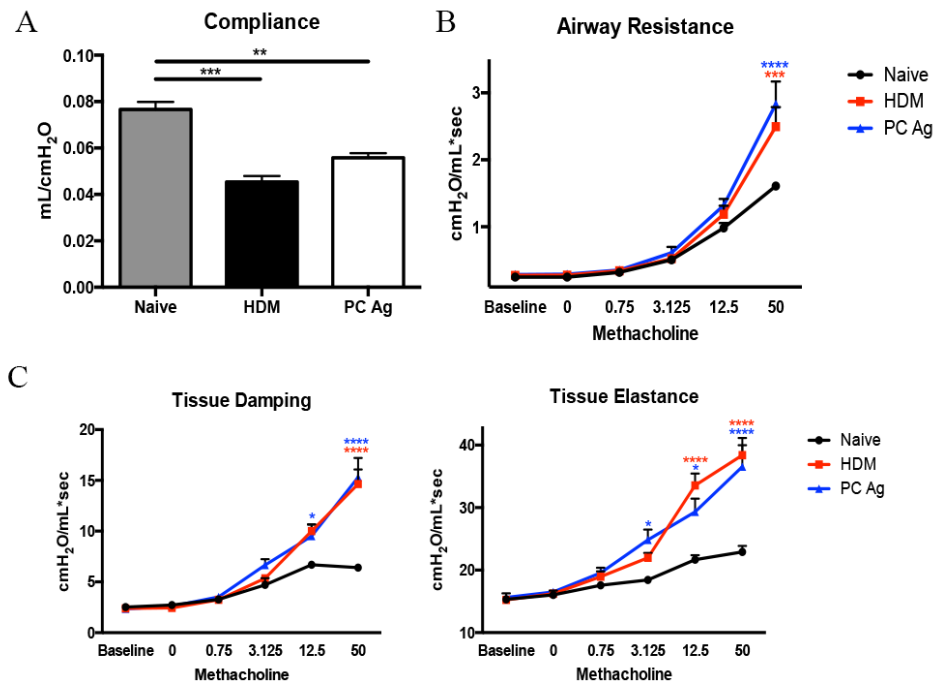 A
Compliance
mL/cmH2O
0.10
0.08
0.06
0.04
0.02
0.00
**
***
Naive
HDM
PC Ag
B
Airway Resistance
cmH2O/mL*sec
3
2
1
****
***
Baseline
0
0.75
3.125
12.5
50
Methacholine
Naive
HDM
PC Ag
C
Tissue Damping
cmH2O/mL*sec
20
15
10
5
0
*
****
****
Baseline
0
0.75
3.125
12.5
50
Methacholine
Tissue Elastance
cmH2O/mL*sec
40
30
20
10
*
****
*
****
****
Baseline
0
0.75
3.125
12.5
50
Methacholine
Naive
HDM
PC Ag